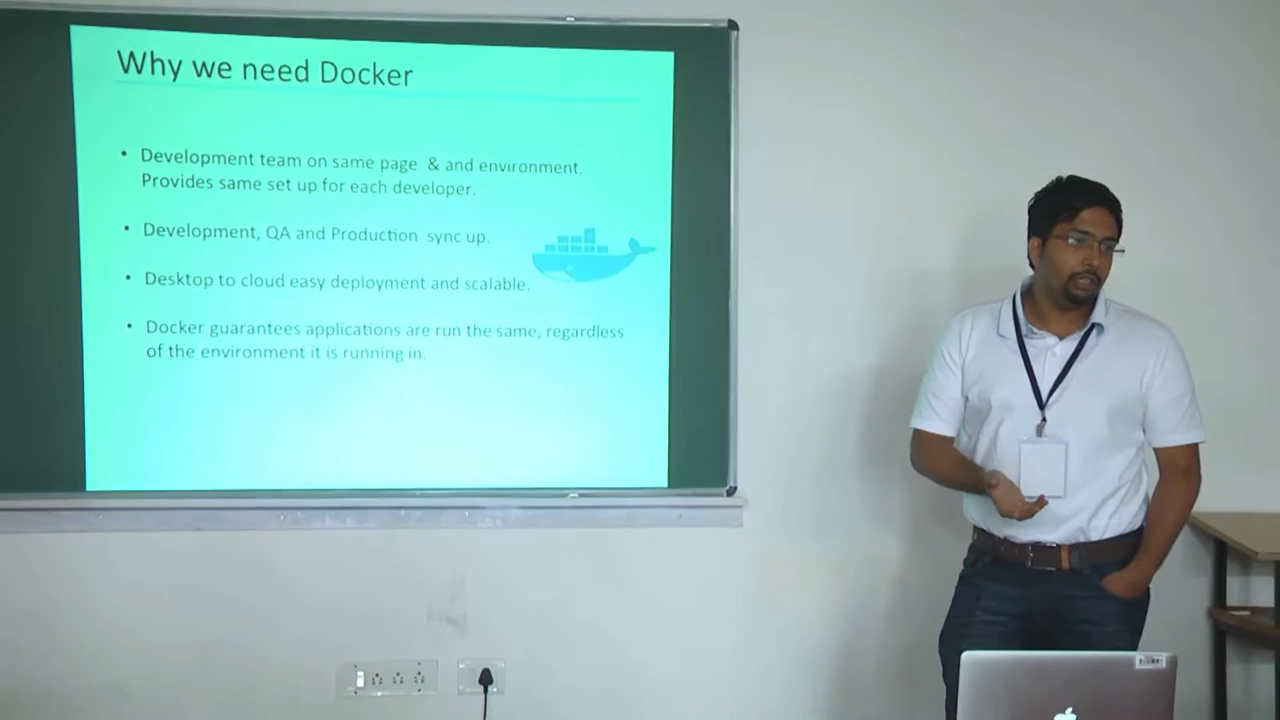 Why we need Docker
• Development team on same page & and environment.
Provides same set up for each developer.
• Development, QA and Production sync up.
• Desktop to cloud easy deployment and scalable.
• Docker guarantees applications are run the same, regardless
of the environment it is running in.